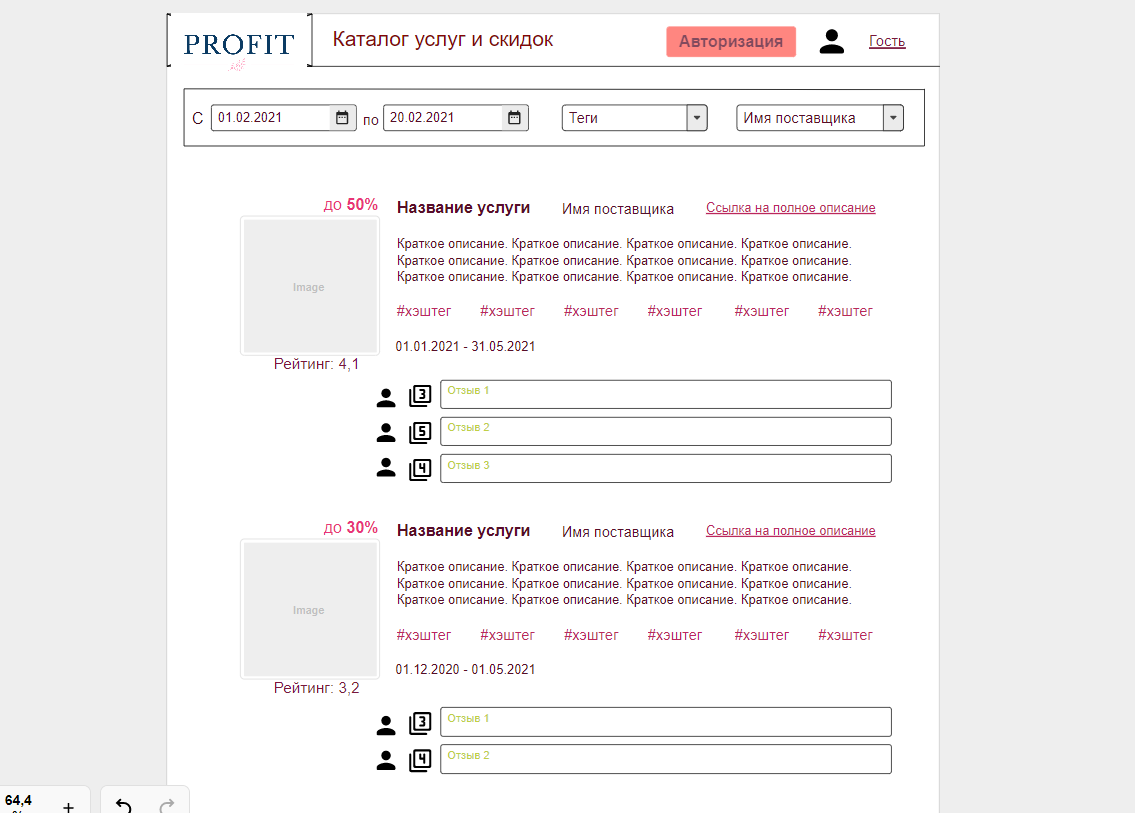 PROFIT
Каталог услуг и скидок
Авторизация
Гость
С 01.02.2021 по 20.02.2021 Теги Имя поставщика
до 50% Название услуги Имя поставщика Ссылка на полное описание
Краткое описание. Краткое описание. Краткое описание. Краткое описание.
Краткое описание. Краткое описание. Краткое описание. Краткое описание.
Краткое описание. Краткое описание. Краткое описание. Краткое описание.
Image
#хэштег #хэштег #хэштег #хэштег #хэштег #хэштег
01.01.2021 - 31.05.2021
Рейтинг: 4,1
3 Отзыв 1
5 Отзыв 2
4 Отзыв 3
до 30% Название услуги Имя поставщика Ссылка на полное описание
Краткое описание. Краткое описание. Краткое описание. Краткое описание.
Краткое описание. Краткое описание. Краткое описание. Краткое описание.
Краткое описание. Краткое описание. Краткое описание. Краткое описание.
Image
#хэштег #хэштег #хэштег #хэштег #хэштег #хэштег
01.12.2020 - 01.05.2021
Рейтинг: 3,2
3 Отзыв 1
4 Отзыв 2
64,4
%
+